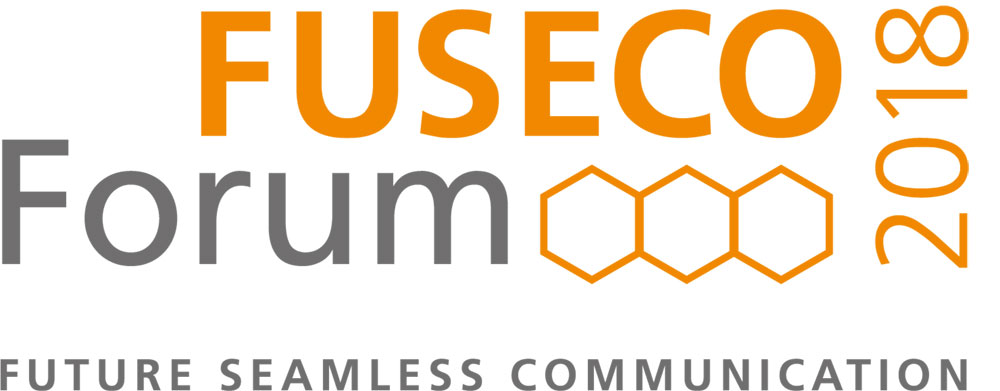 FUSECO
Forum
2018
FUTURE SEAMLESS COMMUNICATION